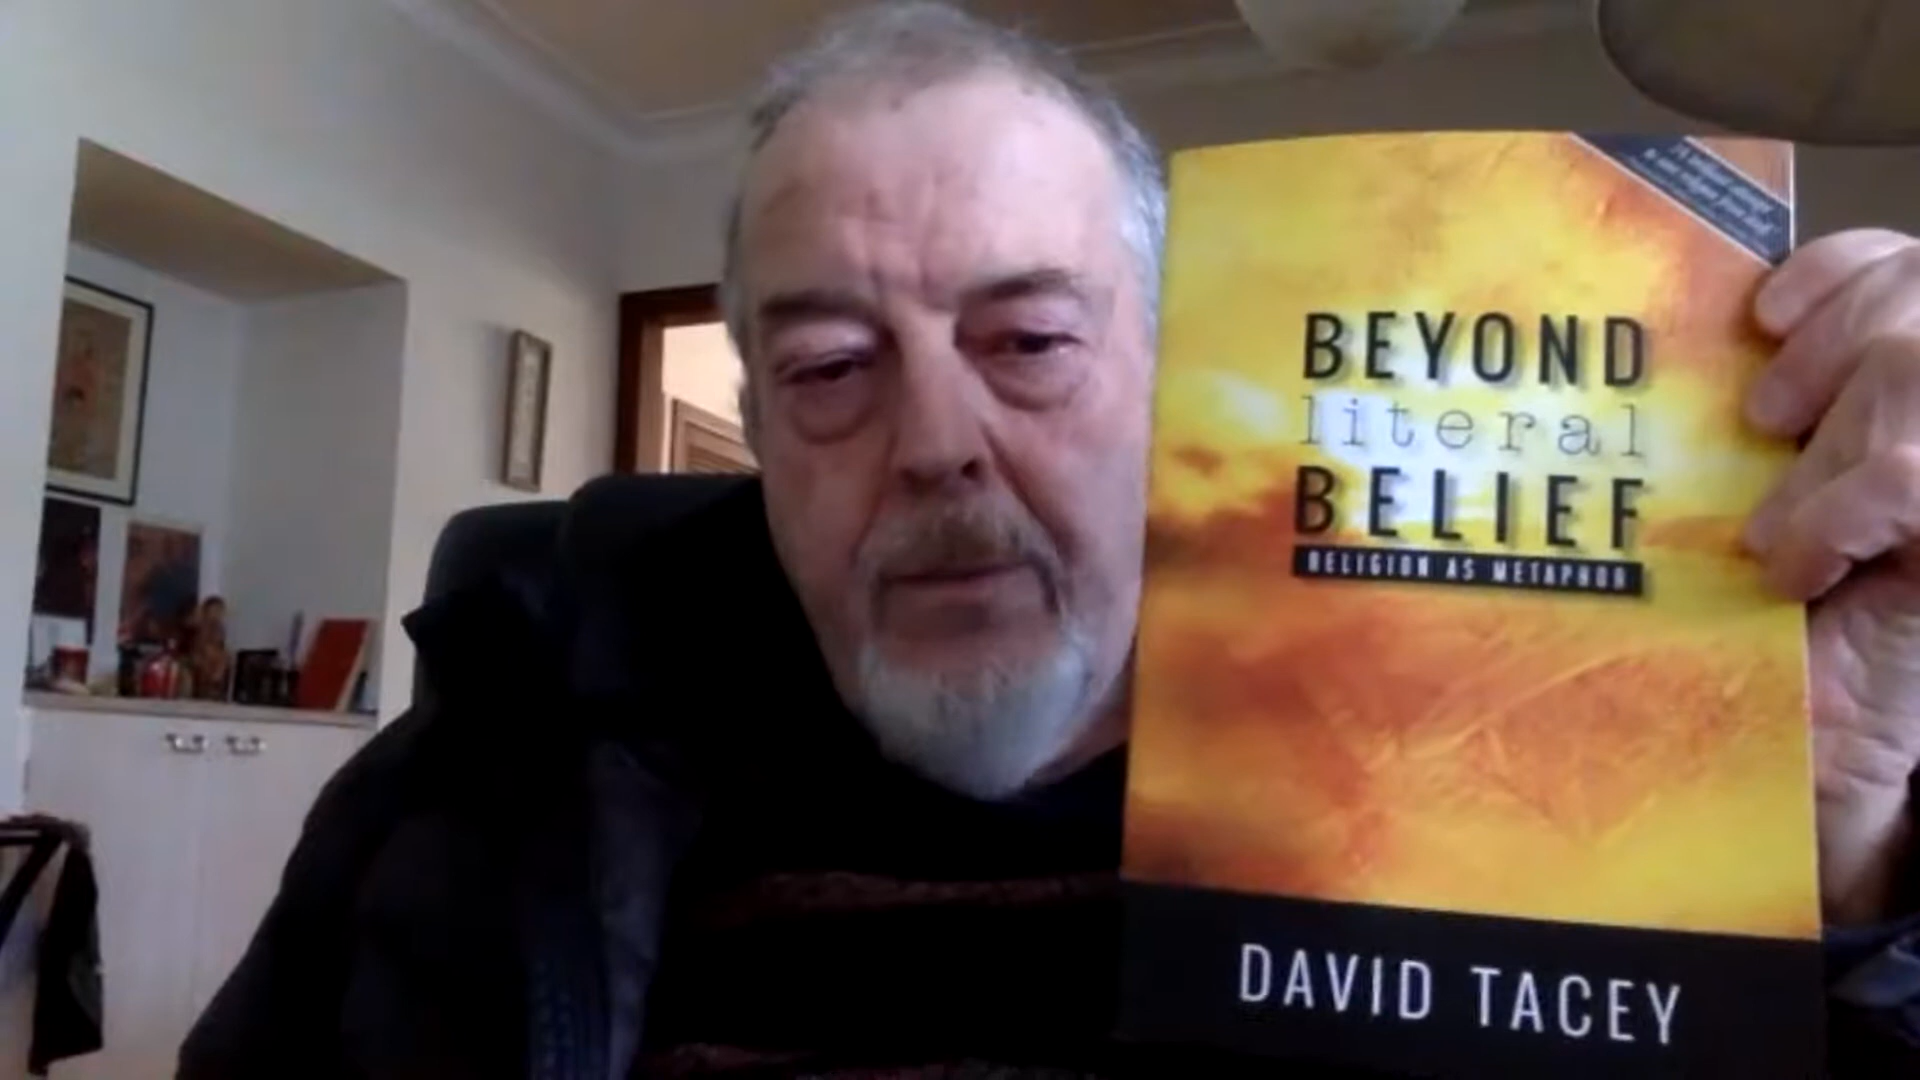 BEYOND
literal
BELIEF
RELIGION AS METAPHOR
DAVID TACEY